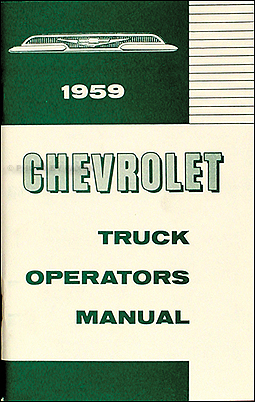 1959
CHEVROLET
TRUCK
OPERATORS
MANUAL